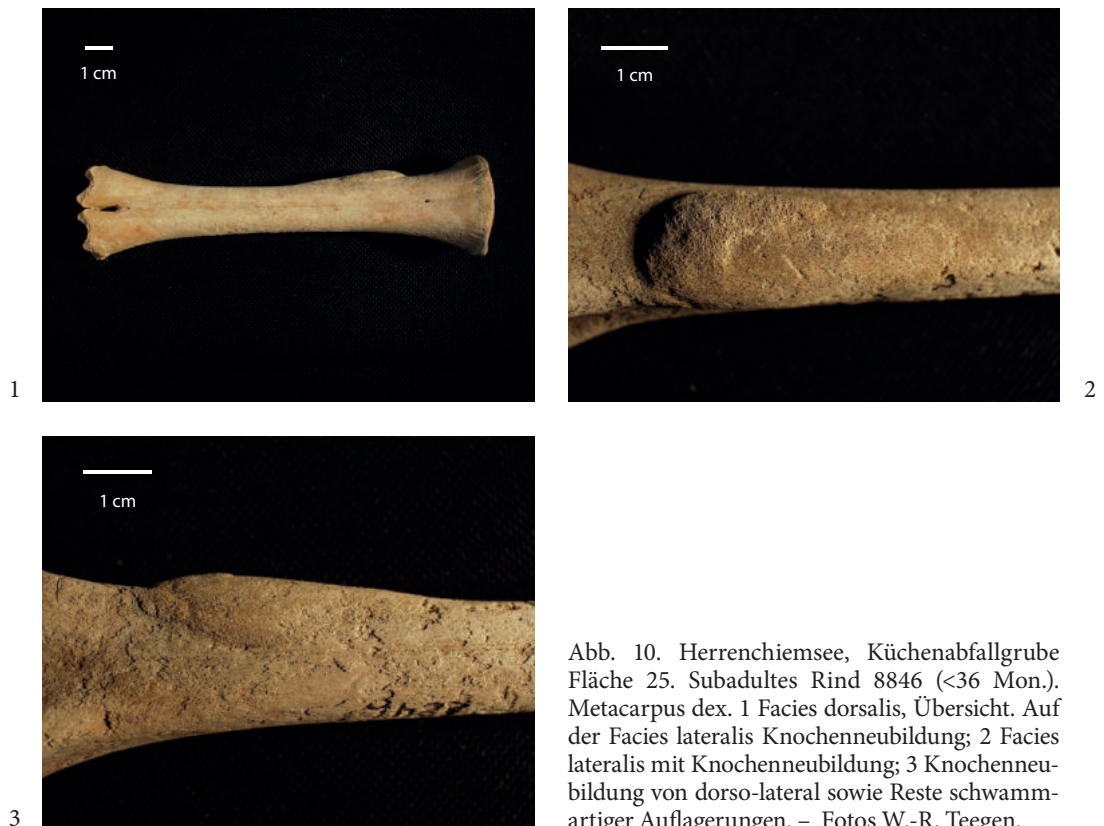 1 cm
1 cm
1
2
1 cm
3
Abb. 10. Herrenchiemsee, Küchenabfallgrube
Fläche 25. Subadultes Rind 8846 (<36 Mon.).
Metacarpus dex. 1 Facies dorsalis, Übersicht. Auf
der Facies lateralis Knochenneubildung; 2 Facies
lateralis mit Knochenneubildung; 3 Knochenneu-
bildung von dorso-lateral sowie Reste schwamm-
artiger Auflagerungen. – Fotos W.-R. Teegen.